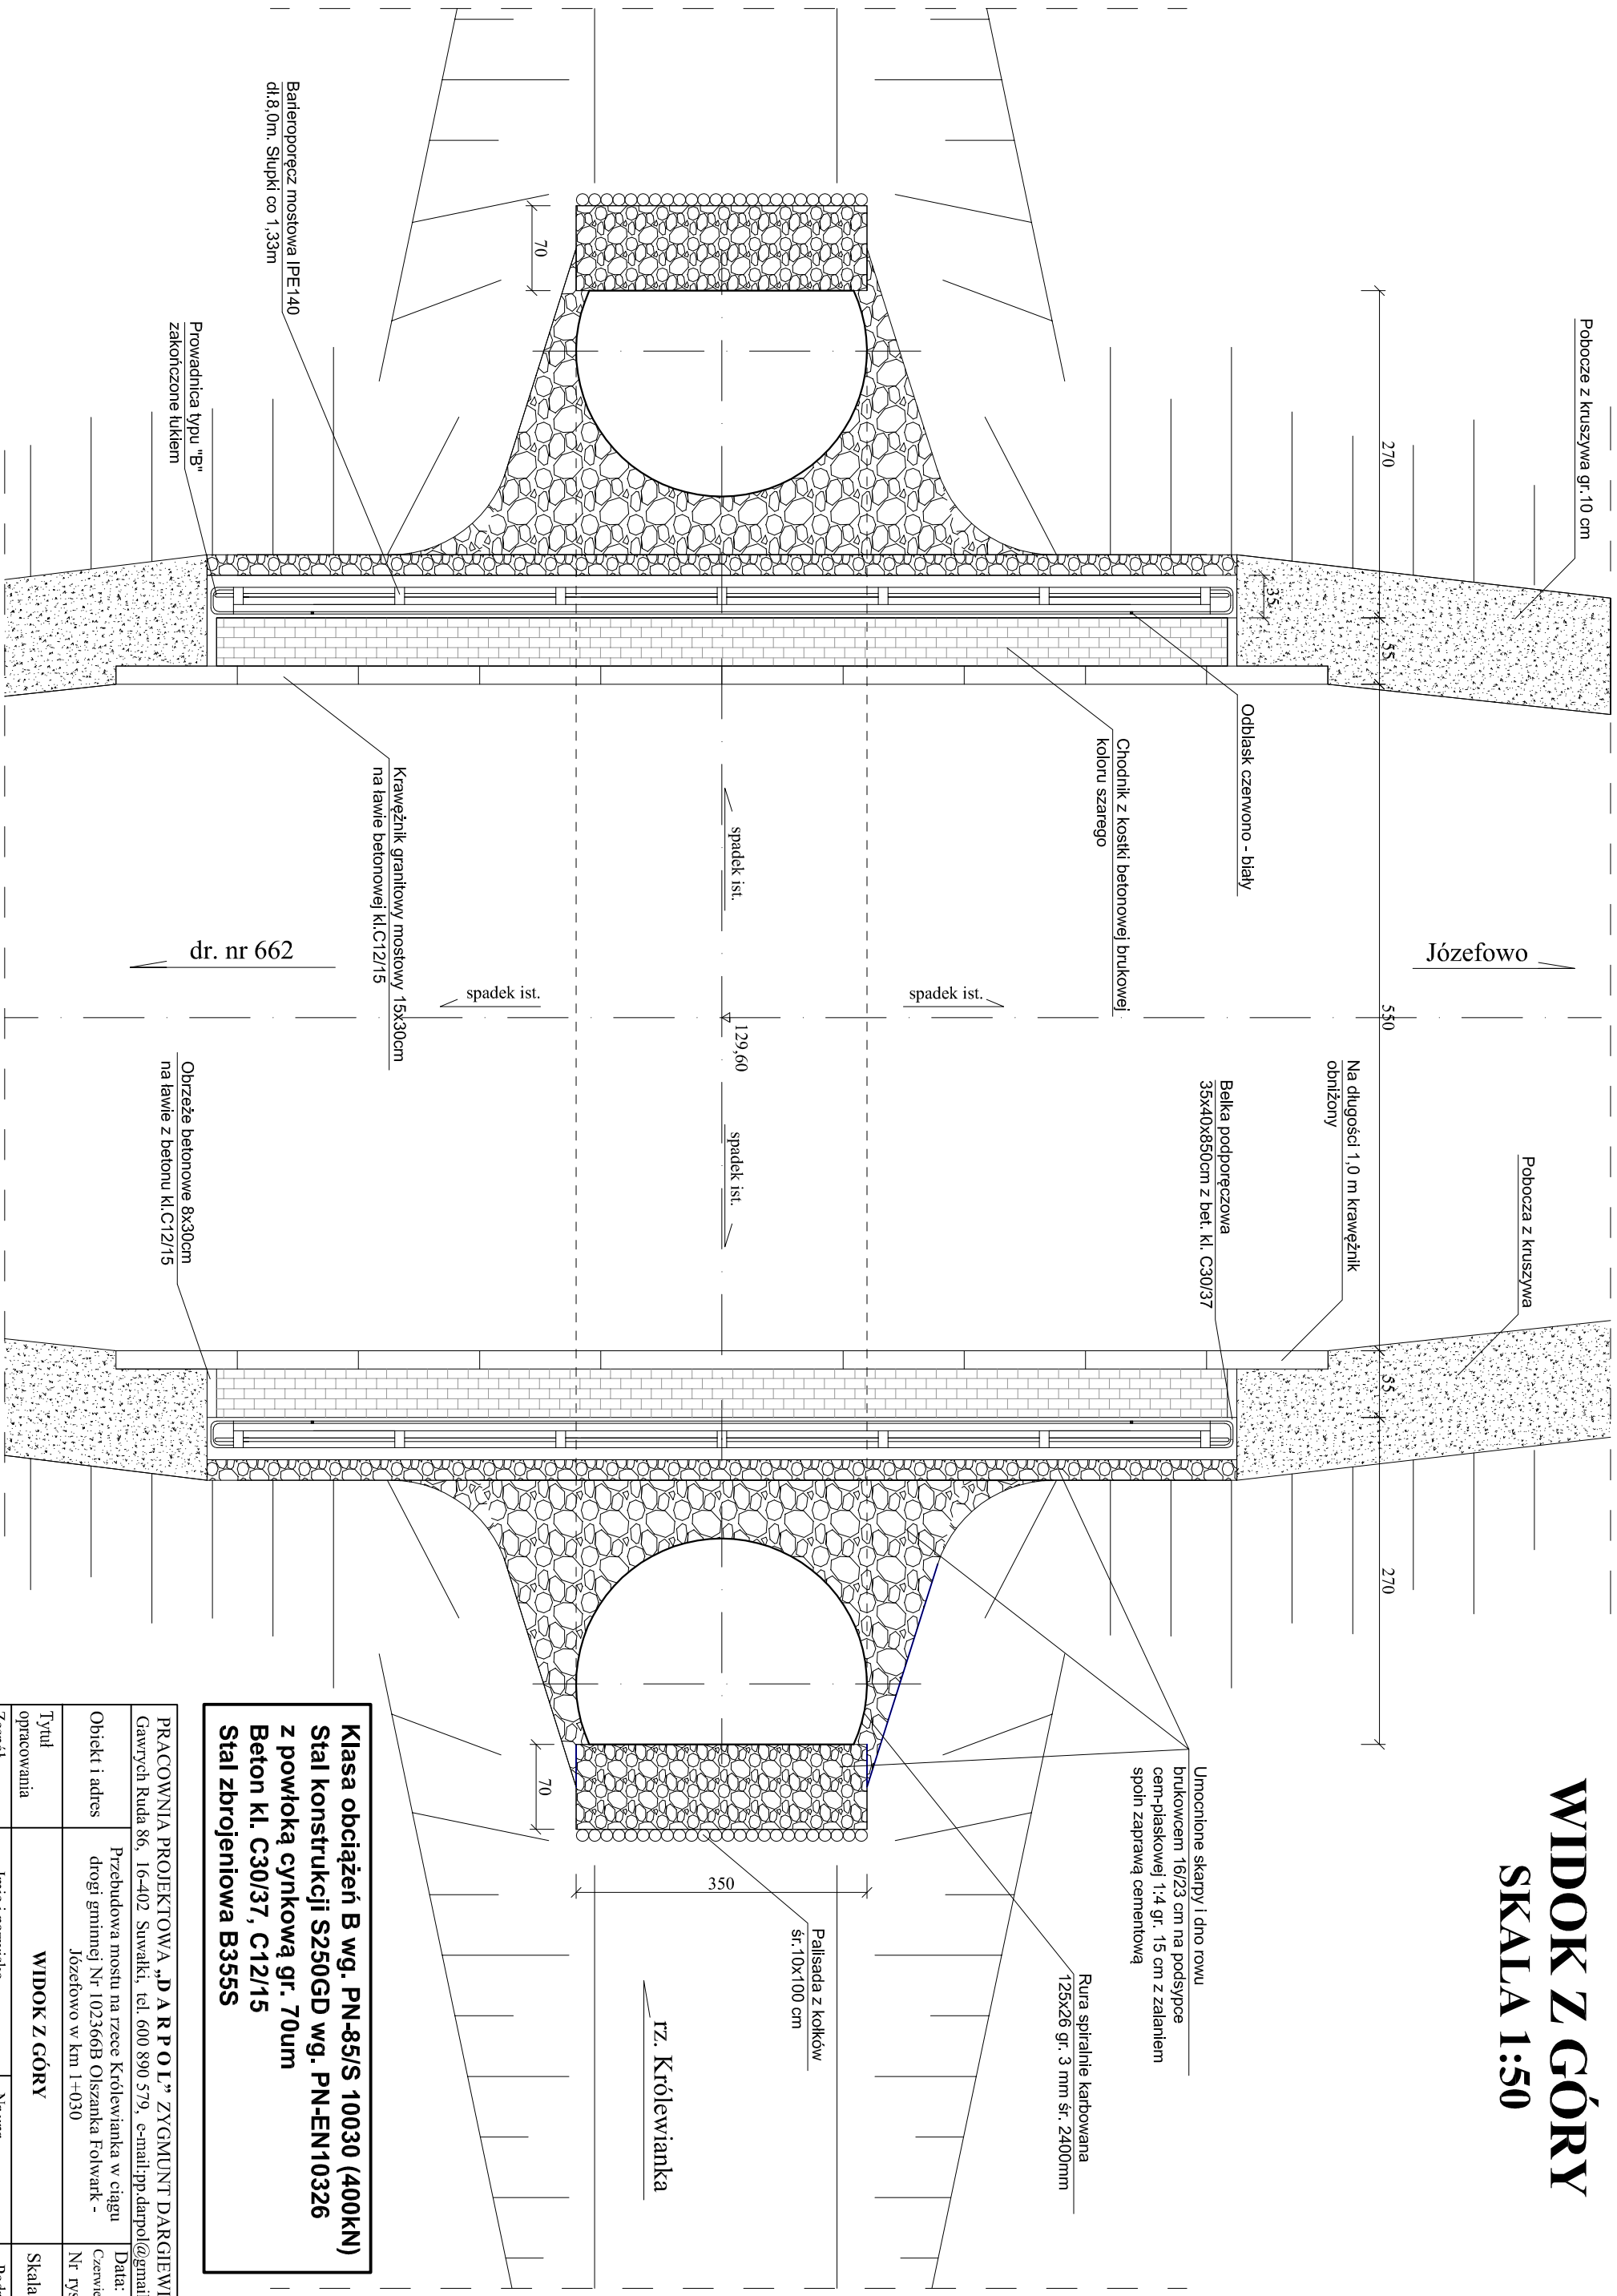 WIDOK Z GÓRY
SKALA 1:50
Pobocze z kruszywa gr.10 cm
Pobocza z kruszywa
270
55
550
55
270
35
Józefowo
Na długości 1,0 m krawężnik
obniżony
Odblask czerwono - biały
Belka podporęczowa
35x40x850cm z bet. kl. C30/37
Chodnik z kostki betonowej brukowej
koloru szarego
Umocnione skarpy i dno rowu
brukowcem 16/23 cm na podsypce
cem-piaskowej 1:4 gr. 15 cm z zalaniem
spoin zaprawą cementową
Rura spiralnie karbowana
125x26 gr. 3 mm śr. 2400mm
Palisada z kołków
śr.10x100 cm
spadek ist.
spadek ist.
spadek ist.
spadek ist.
129,60
350
70
70
rz. Królewianka
Barieroporęcz mostowa IPE140
dł.8,0m. Słupki co 1,33m
Prowadnica typu "B"
zakończone łukiem
Krawężnik granitowy mostowy 15x30cm
na ławie betonowej kl.C12/15
dr. nr 662
Obrzeże betonowe 8x30cm
na ławie z betonu kl.C12/15
Klasa obciążeń B wg. PN-85/S 10030 (400kN)
Stal konstrukcji S250GD wg. PN-EN10326
z powłoką cynkową gr. 70um
Beton kl. C30/37, C12/15
Stal zbrojeniowa B355S
PRACOWNIA PROJEKTOWA „D A R P O L” ZYGMUNT DARGIEWI
Gawrych Ruda 86, 16-402 Suwałki, tel. 600 890 579, e-mail:pp.darpol@gmai
Obiekt i adres
Przebudowa mostu na rzece Królewianka w ciągu
drogi gminnej Nr 102366B Olszanka Folwark -
Józefowo w km 1+030
Data:
Czerwie
Nr rys
Tytuł
opracowania
WIDOK Z GÓRY
Skala